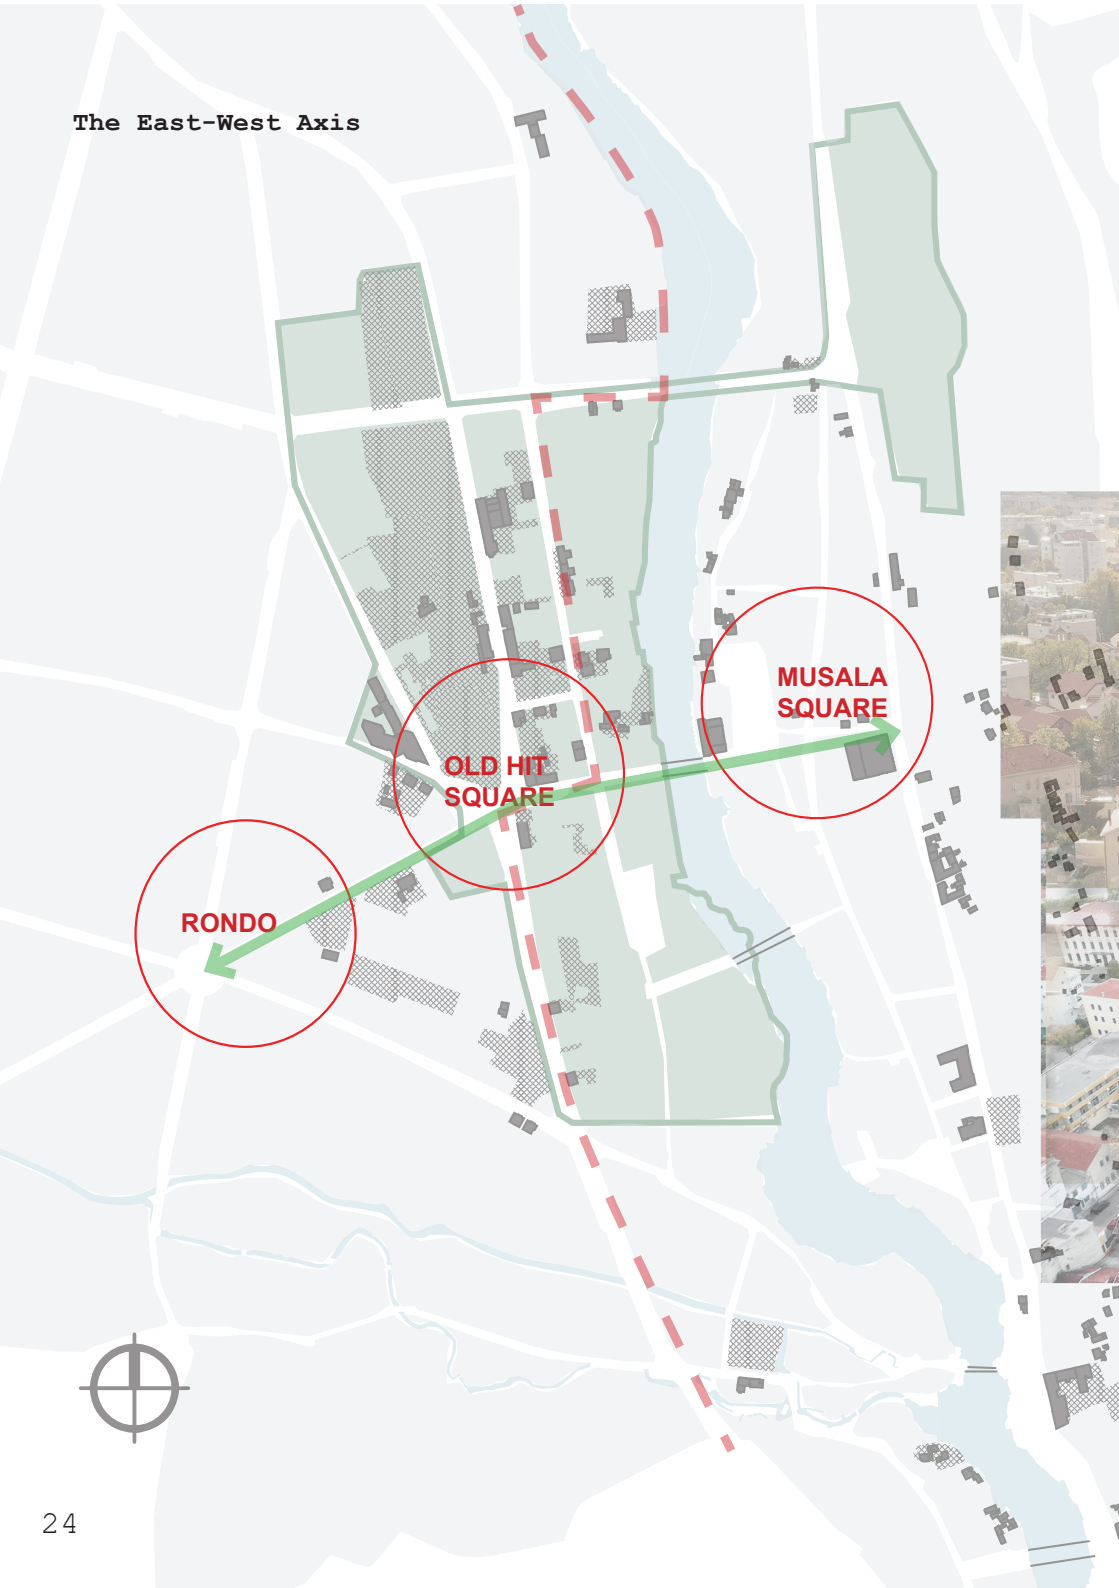 The East-West Axis
MUSALA
SQUARE
OLD HIT
SQUARE
RONDO
24